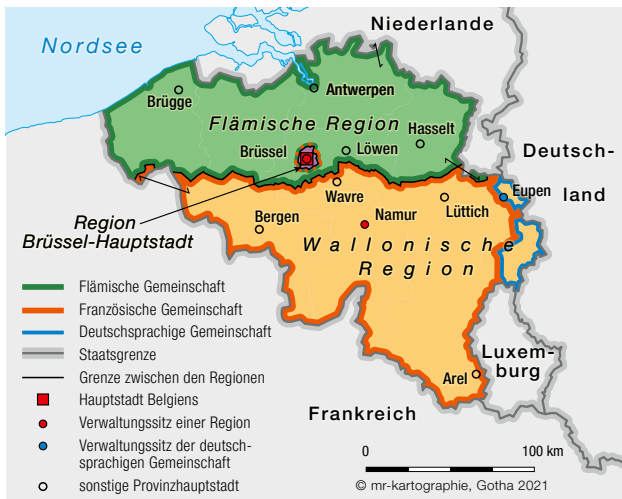 Niederlande
Nordsee
Antwerpen
Brügge
Flämische Region
Hasselt
Brüssel
Löwen
Deutsch-
land
Eupen
Wavre
Lüttich
Region
Brüssel-Hauptstadt
Bergen
Namur
Wallonische
Region
Flämische Gemeinschaft
Französische Gemeinschaft
Deutschsprachige Gemeinschaft
Staatsgrenze
Grenze zwischen den Regionen
Hauptstadt Belgiens
Verwaltungssitz einer Region
Verwaltungssitz der deutsch-
sprachigen Gemeinschaft
sonstige Provinzhauptstadt
Luxem-
burg
Arel
Frankreich
0 100 km
© mr-kartographie, Gotha 2021